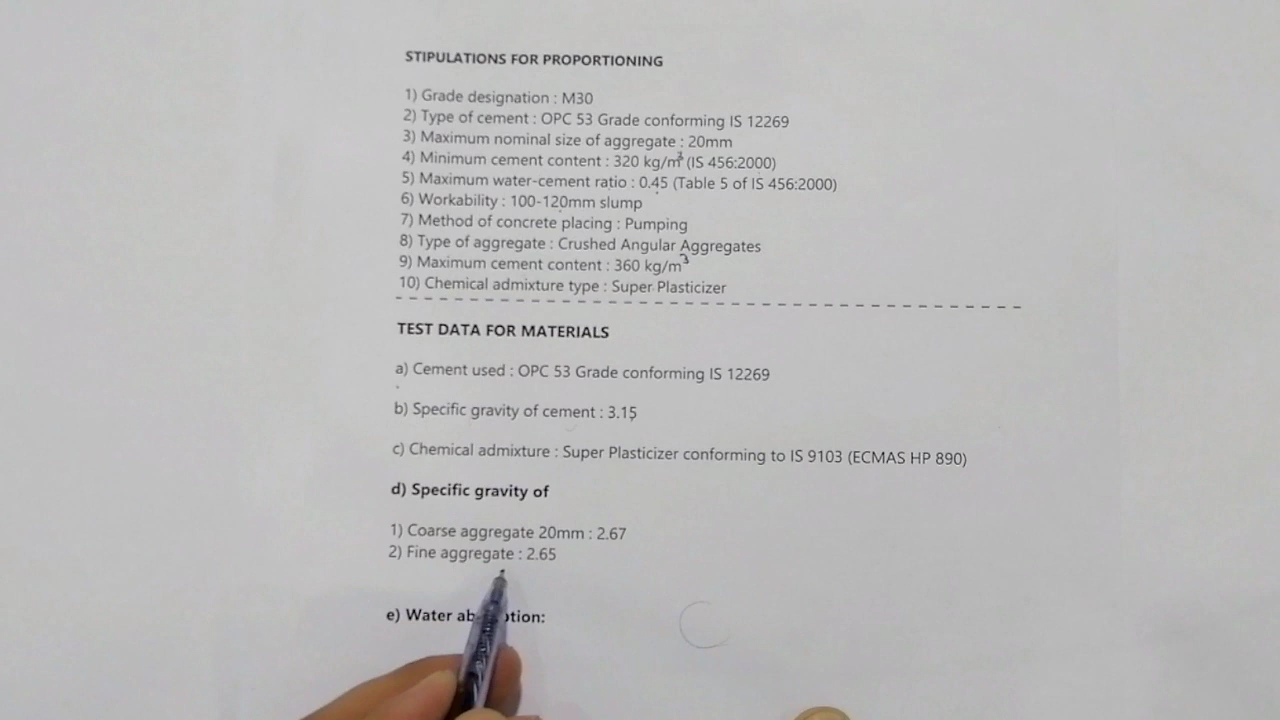 STIPULATIONS FOR PROPORTIONING
1) Grade designation : M30
2) Type of cement : OPC 53 Grade conforming IS 12269
3) Maximum nominal size of aggregate : 20mm
4) Minimum cement content : 320 kg/m³ (IS 456:2000)
5) Maximum water-cement ratio : 0.45 (Table 5 of IS 456:2000)
6) Workability : 100-120mm slump
7) Method of concrete placing : Pumping
8) Type of aggregate : Crushed Angular Aggregates
9) Maximum cement content : 360 kg/m³
10) Chemical admixture type : Super Plasticizer
TEST DATA FOR MATERIALS
a) Cement used : OPC 53 Grade conforming IS 12269
b) Specific gravity of cement : 3.15
c) Chemical admixture : Super Plasticizer conforming to IS 9103 (ECMAS HP 890)
d) Specific gravity of
1) Coarse aggregate 20mm : 2.67
2) Fine aggregate : 2.65
e) Water